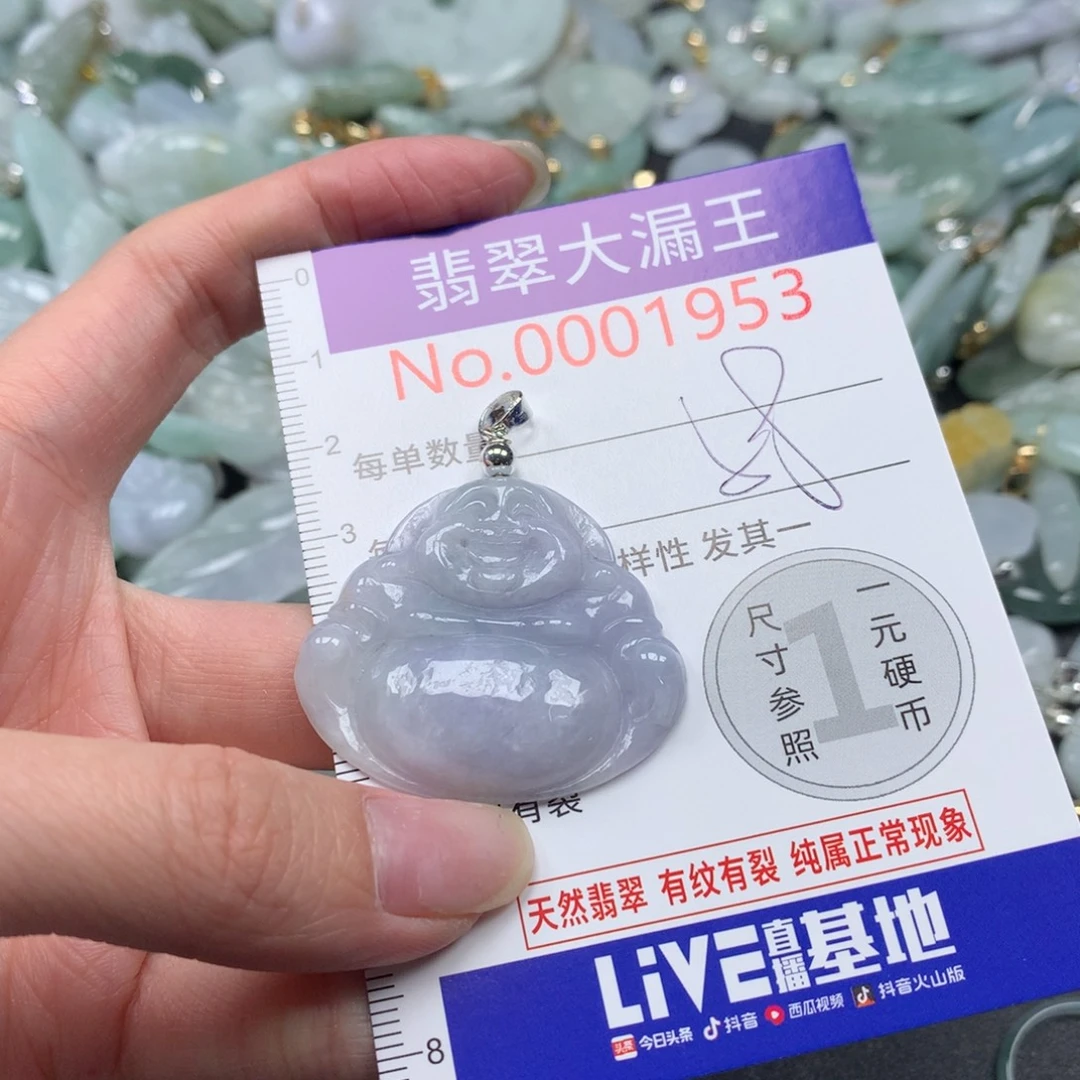 翡翠大漏王
No.0001953
0
1
2
3
8
每单数量
样性 发其一
尺寸参照
1
一元硬币
有裂
天然翡翠 有纹有裂 纯属正常现象
LiVE直播基地
头条 今日头条 抖音 西瓜视频 抖音火山版